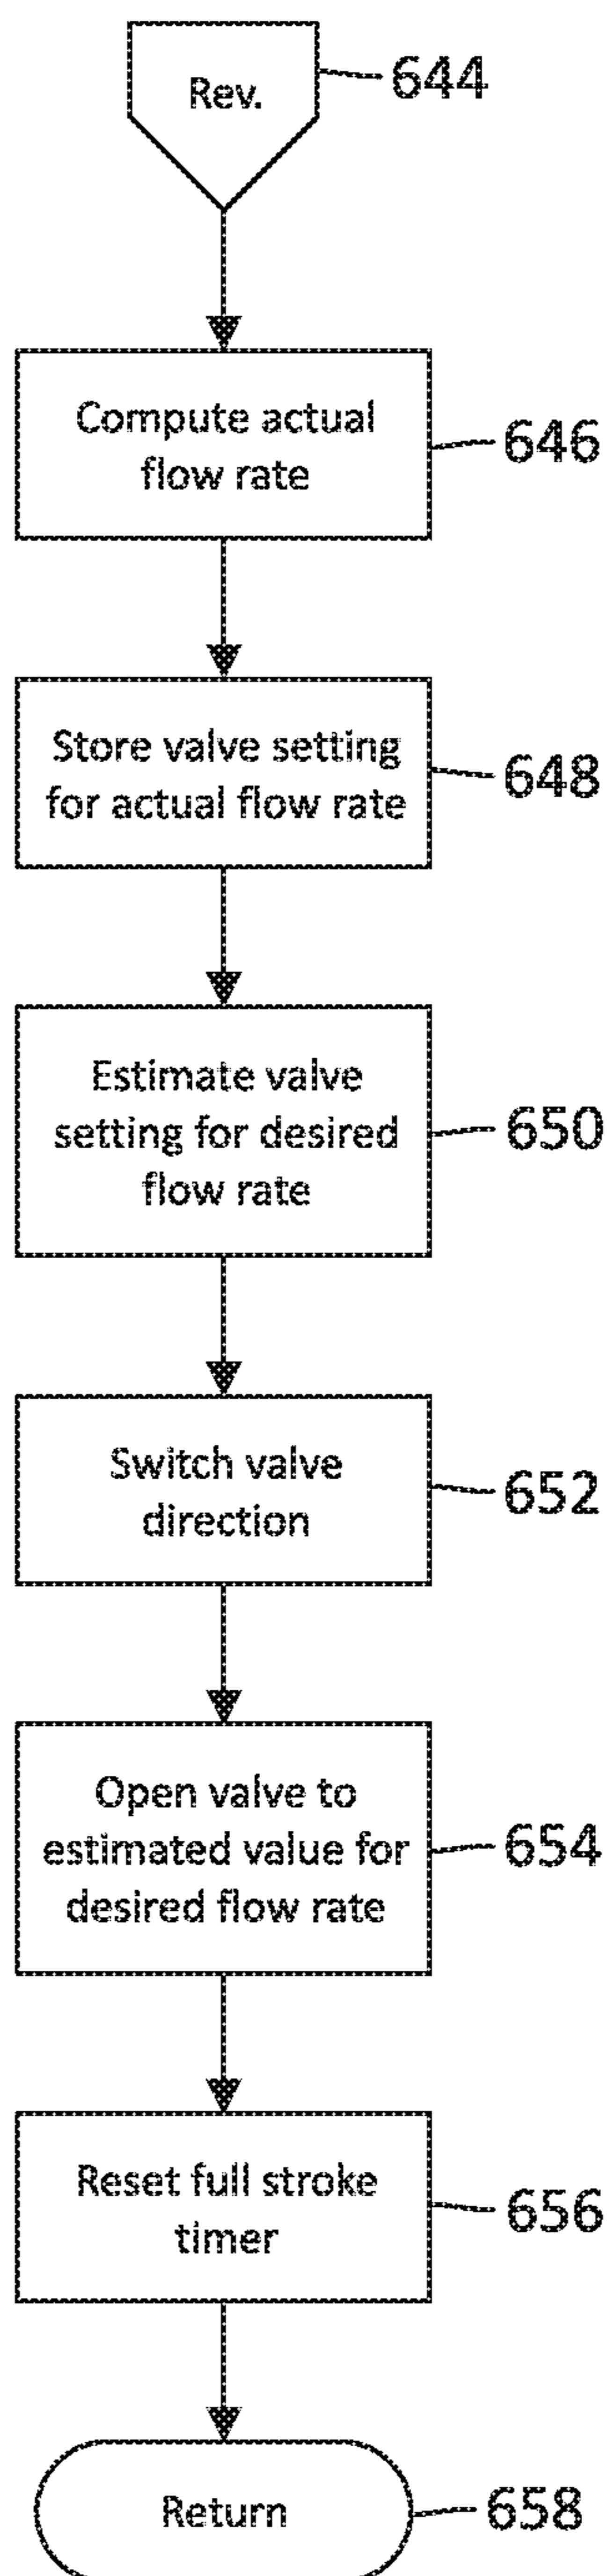 Rev.
644
Compute actual
flow rate
646
Store valve setting
for actual flow rate
648
Estimate valve
setting for desired
flow rate
650
Switch valve
direction
652
Open valve to
estimated value for
desired flow rate
654
Reset full stroke
timer
656
Return
658